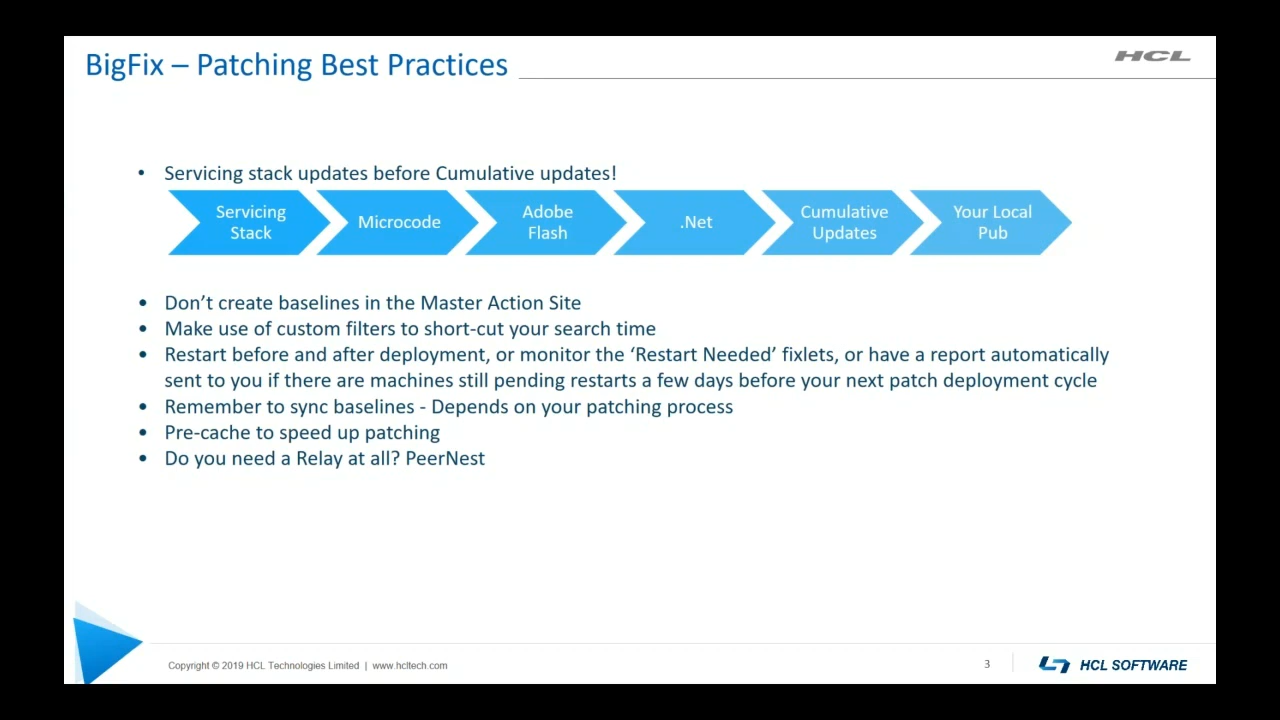 BigFix – Patching Best Practices
HCL
• Servicing stack updates before Cumulative updates!
Servicing
Stack
Microcode
Adobe
Flash
.Net
Cumulative
Updates
Your Local
Pub
• Don’t create baselines in the Master Action Site
• Make use of custom filters to short-cut your search time
• Restart before and after deployment, or monitor the ‘Restart Needed’ fixlets, or have a report automatically
sent to you if there are machines still pending restarts a few days before your next patch deployment cycle
• Remember to sync baselines - Depends on your patching process
• Pre-cache to speed up patching
• Do you need a Relay at all? PeerNest
Copyright © 2019 HCL Technologies Limited | www.hcltech.com
3
HCL SOFTWARE